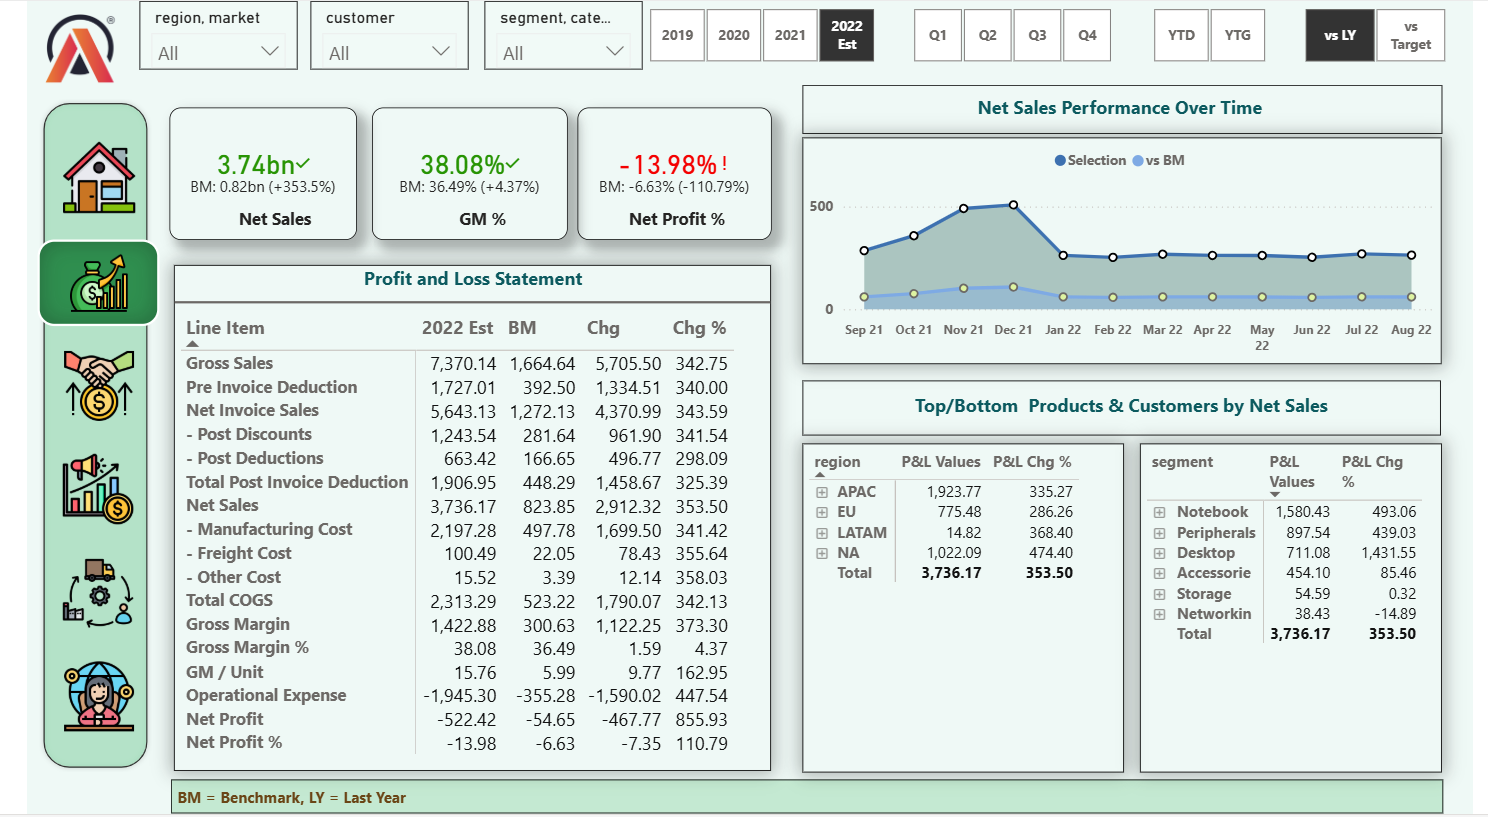 region, market
All
customer
All
segment, cate...
All
2019
2020
2021
2022
Est
Q1
Q2
Q3
Q4
YTD
YTG
vs LY
vs
Target
®
3.74bn✓
BM: 0.82bn (+353.5%)
Net Sales
38.08%✓
BM: 36.49% (+4.37%)
GM %
-13.98% !
BM: -6.63% (-110.79%)
Net Profit %
Net Sales Performance Over Time
Selection vs BM
500
0
Sep 21 Oct 21 Nov 21 Dec 21 Jan 22 Feb 22 Mar 22 Apr 22 May 22 Jun 22 Jul 22 Aug 22
Profit and Loss Statement
Line Item 2022 Est BM Chg Chg %
Gross Sales 7,370.14 1,664.64 5,705.50 342.75
Pre Invoice Deduction 1,727.01 392.50 1,334.51 340.00
Net Invoice Sales 5,643.13 1,272.13 4,370.99 343.59
- Post Discounts 1,243.54 281.64 961.90 341.54
- Post Deductions 663.42 166.65 496.77 298.09
Total Post Invoice Deduction 1,906.95 448.29 1,458.67 325.39
Net Sales 3,736.17 823.85 2,912.32 353.50
- Manufacturing Cost 2,197.28 497.78 1,699.50 341.42
- Freight Cost 100.49 22.05 78.43 355.64
- Other Cost 15.52 3.39 12.14 358.03
Total COGS 2,313.29 523.22 1,790.07 342.13
Gross Margin 1,422.88 300.63 1,122.25 373.30
Gross Margin % 38.08 36.49 1.59 4.37
GM / Unit 15.76 5.99 9.77 162.95
Operational Expense -1,945.30 -355.28 -1,590.02 447.54
Net Profit -522.42 -54.65 -467.77 855.93
Net Profit % -13.98 -6.63 -7.35 110.79
Top/Bottom Products & Customers by Net Sales
region P&L Values P&L Chg %
APAC 1,923.77 335.27
EU 775.48 286.26
LATAM 14.82 368.40
NA 1,022.09 474.40
Total 3,736.17 353.50
segment P&L Values P&L Chg %
Notebook 1,580.43 493.06
Peripherals 897.54 439.03
Desktop 711.08 1,431.55
Accessorie 454.10 85.46
Storage 54.59 0.32
Networkin 38.43 -14.89
Total 3,736.17 353.50
BM = Benchmark, LY = Last Year